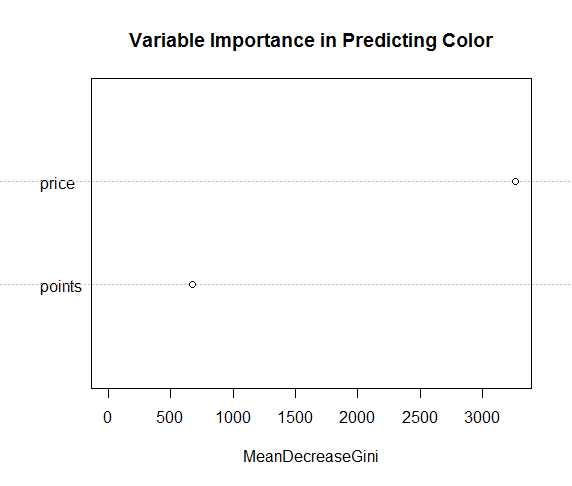 Variable Importance in Predicting Color
price
points
0 500 1000 1500 2000 2500 3000
MeanDecreaseGini